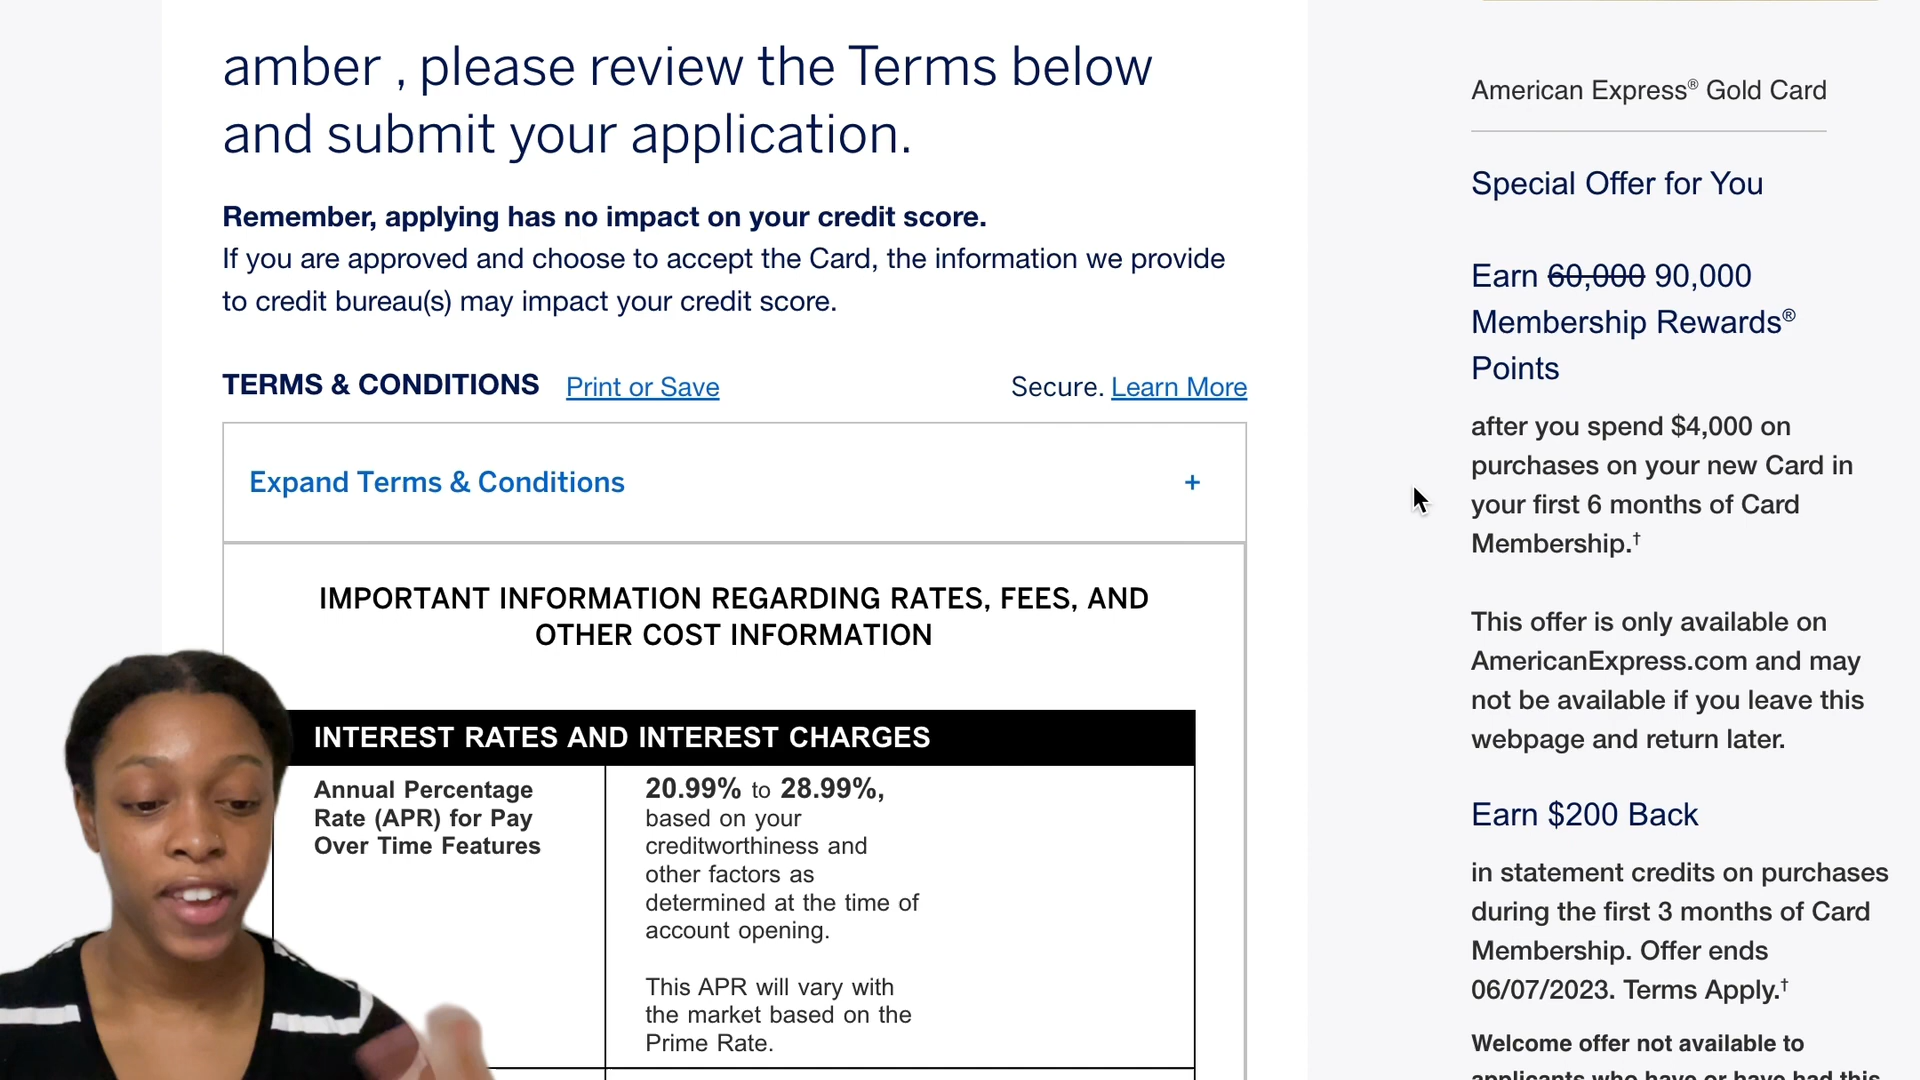 amber , please review the Terms below
and submit your application.
Remember, applying has no impact on your credit score.
If you are approved and choose to accept the Card, the information we provide
to credit bureau(s) may impact your credit score.
TERMS & CONDITIONS Print or Save Secure. Learn More
Expand Terms & Conditions +
IMPORTANT INFORMATION REGARDING RATES, FEES, AND
OTHER COST INFORMATION
INTEREST RATES AND INTEREST CHARGES
Annual Percentage
Rate (APR) for Pay
Over Time Features
20.99% to 28.99%,
based on your
creditworthiness and
other factors as
determined at the time of
account opening.
This APR will vary with
the market based on the
Prime Rate.
American Express® Gold Card
Special Offer for You
Earn 60,000 90,000
Membership Rewards®
Points
after you spend $4,000 on
purchases on your new Card in
your first 6 months of Card
Membership.†
This offer is only available on
AmericanExpress.com and may
not be available if you leave this
webpage and return later.
Earn $200 Back
in statement credits on purchases
during the first 3 months of Card
Membership. Offer ends
06/07/2023. Terms Apply.†
Welcome offer not available to
applicants who have or have had this